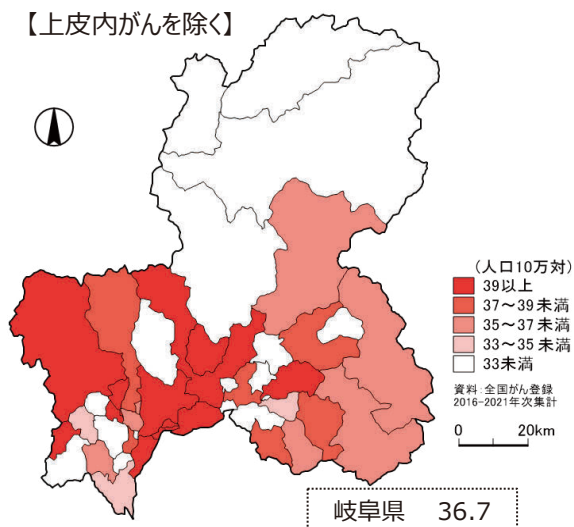 【上皮内がんを除く】
(人口10万対)
39以上
37～39未満
35～37未満
33～35未満
33未満
資料:全国がん登録
2016-2021年次集計
0 20km
岐阜県 36.7